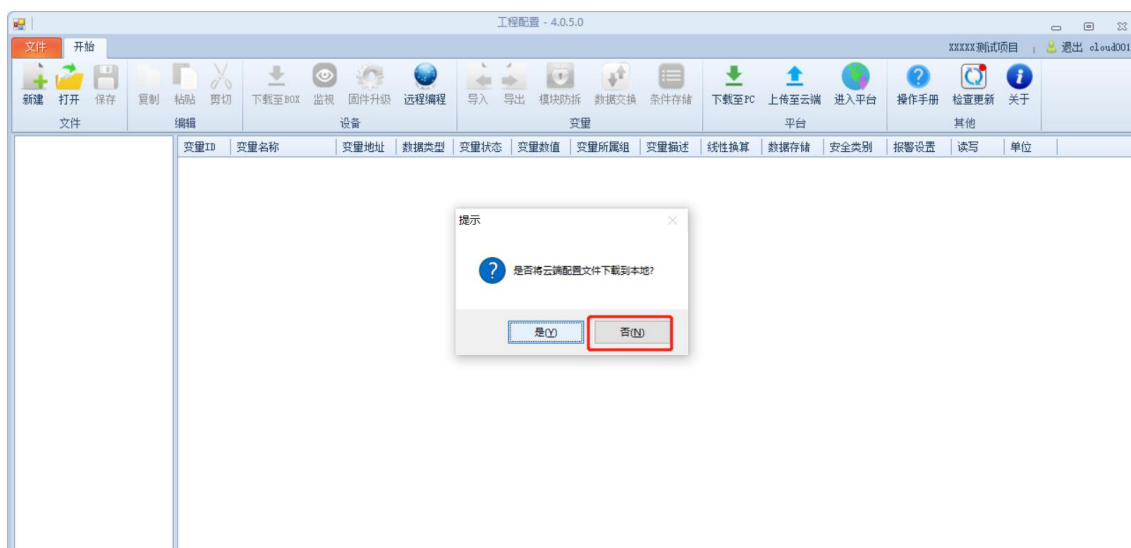 工程配置 - 4.0.5.0
文件 开始 XXXXX测试项目 退出 cloud001
新建 打开 保存 复制 粘贴 剪切 下载至BOX 监视 固件升级 远程编程 导入 导出 模块防拆 数据交换 条件存储 下载至PC 上传至云端 进入平台 操作手册 检查更新 关于
文件 编辑 设备 变量 平台 其他
变量ID 变量名称 变量地址 数据类型 变量状态 变量数值 变量所属组 变量描述 线性换算 数据存储 安全类别 报警设置 读写 单位
提示
是否将云端配置文件下载到本地?
是(Y) 否(N)